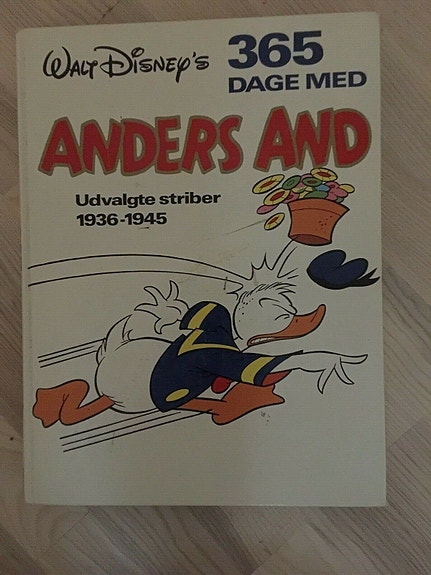 Walt Disney's
365
DAGE MED
ANDERS AND
Udvalgte striber
1936-1945